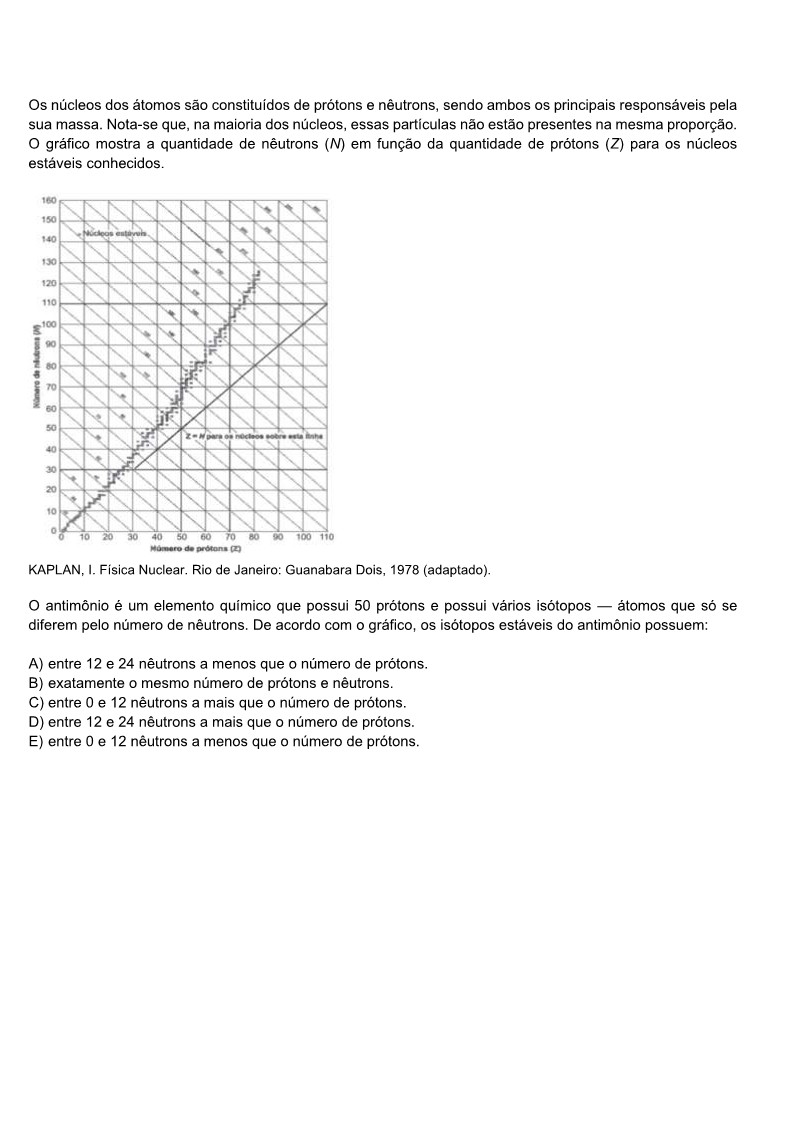 Os núcleos dos átomos são constituídos de prótons e nêutrons, sendo ambos os principais responsáveis pela
sua massa. Nota-se que, na maioria dos núcleos, essas partículas não estão presentes na mesma proporção.
O gráfico mostra a quantidade de nêutrons (N) em função da quantidade de prótons (Z) para os núcleos
estáveis conhecidos.
160
150
Núcleos estáveis
140
130
120
110
100
90
80
70
60
50
Z = N para os núcleos sobre esta linha
40
30
20
10
0
Número de nêutrons (N)
0 10 20 30 40 50 60 70 80 90 100 110
Número de prótons (Z)
KAPLAN, I. Física Nuclear. Rio de Janeiro: Guanabara Dois, 1978 (adaptado).
O antimônio é um elemento químico que possui 50 prótons e possui vários isótopos — átomos que só se
diferem pelo número de nêutrons. De acordo com o gráfico, os isótopos estáveis do antimônio possuem:
A) entre 12 e 24 nêutrons a menos que o número de prótons.
B) exatamente o mesmo número de prótons e nêutrons.
C) entre 0 e 12 nêutrons a mais que o número de prótons.
D) entre 12 e 24 nêutrons a mais que o número de prótons.
E) entre 0 e 12 nêutrons a menos que o número de prótons.